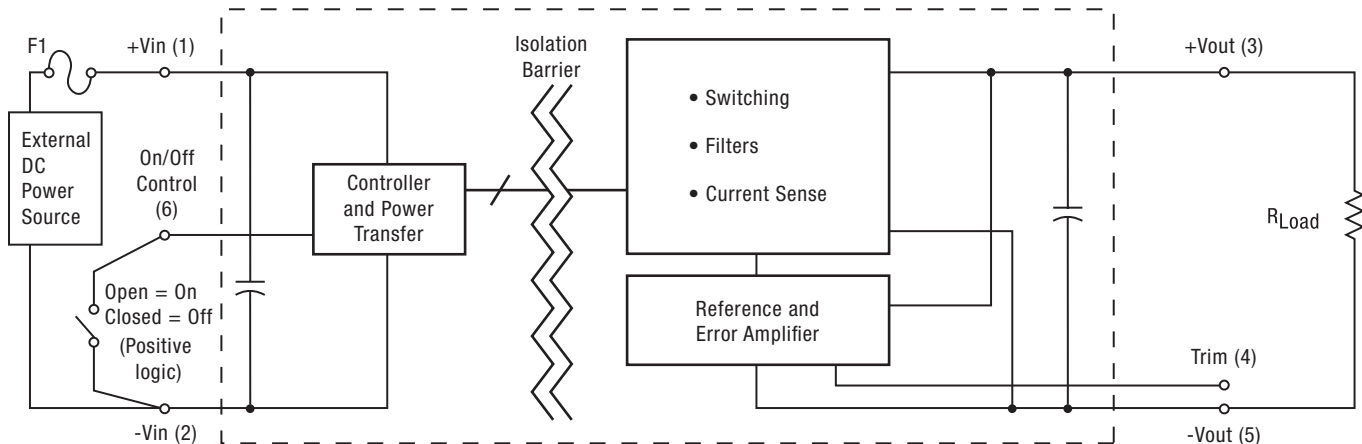 F1
+Vin (1)
External
DC
Power
Source
On/Off
Control
(6)
Open = On
Closed = Off
(Positive
logic)
-Vin (2)
Controller
and Power
Transfer
Isolation
Barrier
• Switching
• Filters
• Current Sense
Reference and
Error Amplifier
+Vout (3)
RLoad
Trim (4)
-Vout (5)